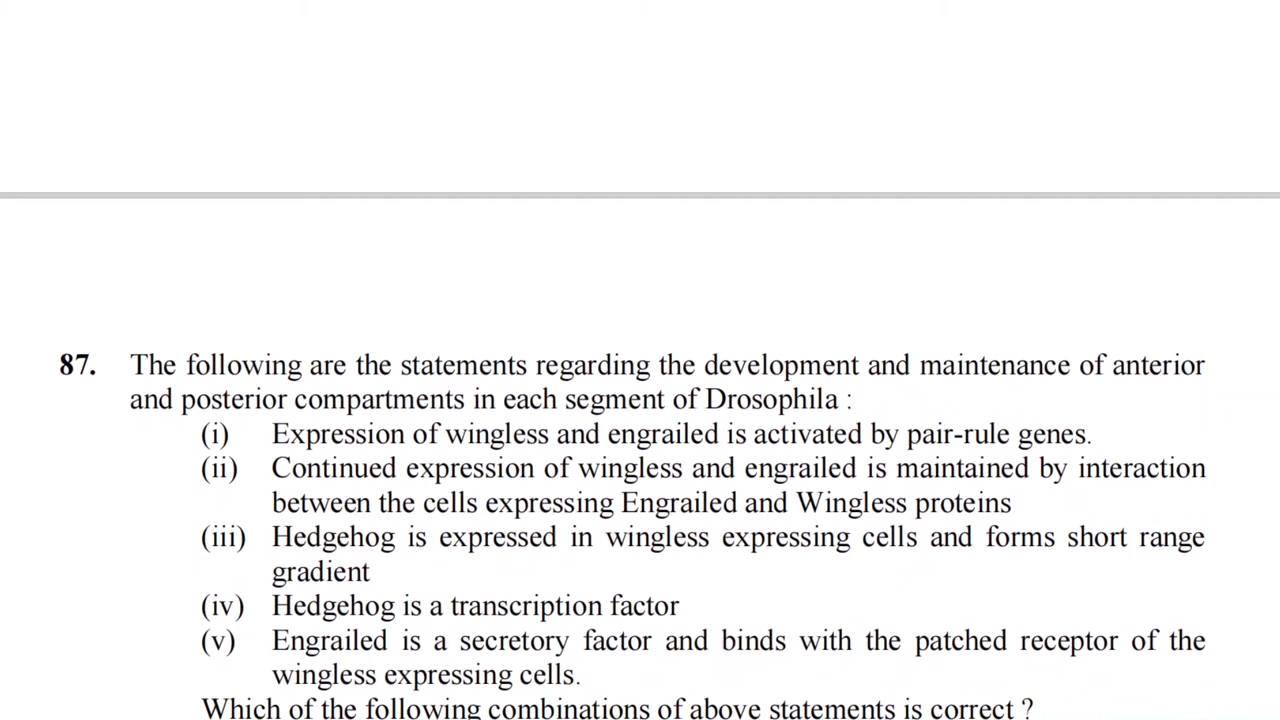 87. The following are the statements regarding the development and maintenance of anterior
and posterior compartments in each segment of Drosophila :
(i) Expression of wingless and engrailed is activated by pair-rule genes.
(ii) Continued expression of wingless and engrailed is maintained by interaction
between the cells expressing Engrailed and Wingless proteins
(iii) Hedgehog is expressed in wingless expressing cells and forms short range
gradient
(iv) Hedgehog is a transcription factor
(v) Engrailed is a secretory factor and binds with the patched receptor of the
wingless expressing cells.
Which of the following combinations of above statements is correct ?